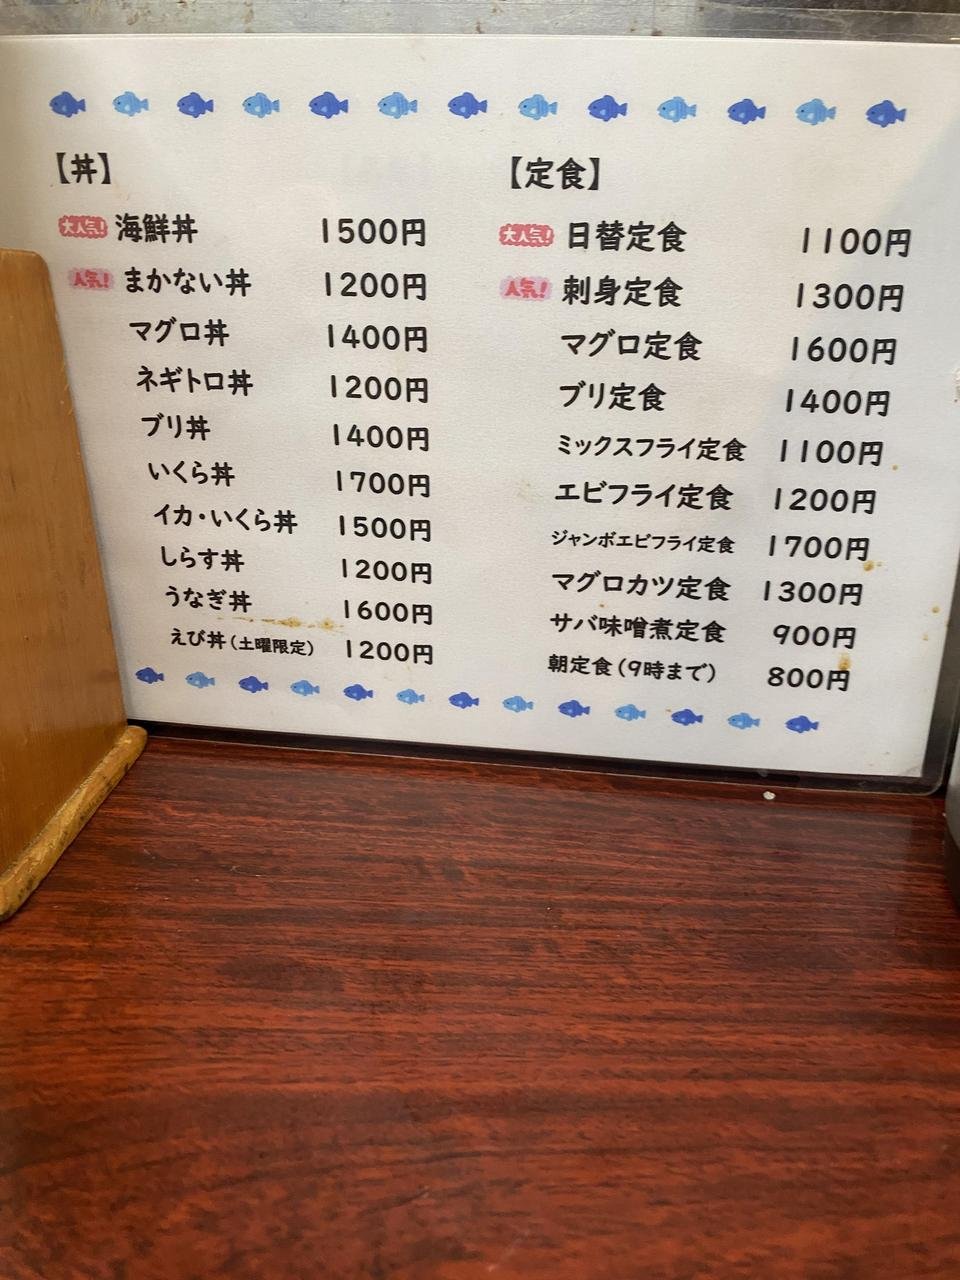 【丼】
大人気! 海鮮丼 1500円
人気! まかない丼 1200円
マグロ丼 1400円
ネギトロ丼 1200円
ブリ丼 1400円
いくら丼 1700円
イカ・いくら丼 1500円
しらす丼 1200円
うなぎ丼 1600円
えび丼(土曜限定) 1200円
【定食】
大人気! 日替定食 1100円
人気! 刺身定食 1300円
マグロ定食 1600円
ブリ定食 1400円
ミックスフライ定食 1100円
エビフライ定食 1200円
ジャンボエビフライ定食 1700円
マグロカツ定食 1300円
サバ味噌煮定食 900円
朝定食(9時まで) 800円